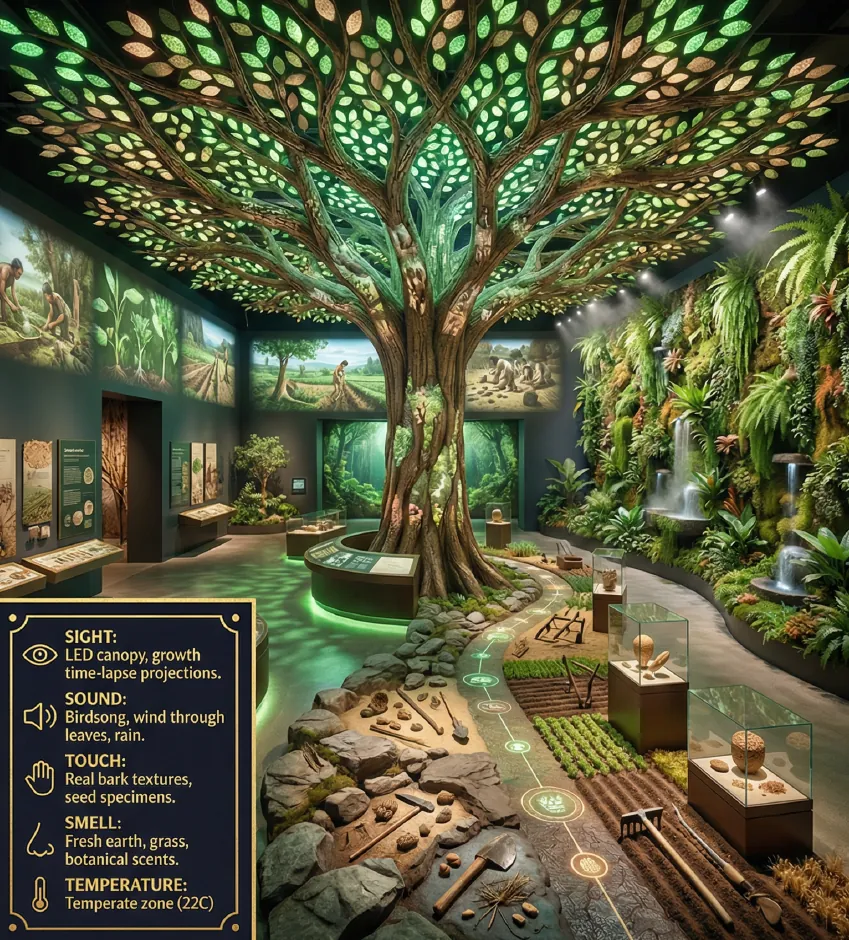 SIGHT:
LED canopy, growth
time-lapse projections.
SOUND:
Birdsong, wind through
leaves, rain.
TOUCH:
Real bark textures,
seed specimens.
SMELL:
Fresh earth, grass,
botanical scents.
TEMPERATURE:
Temperate zone (22C)